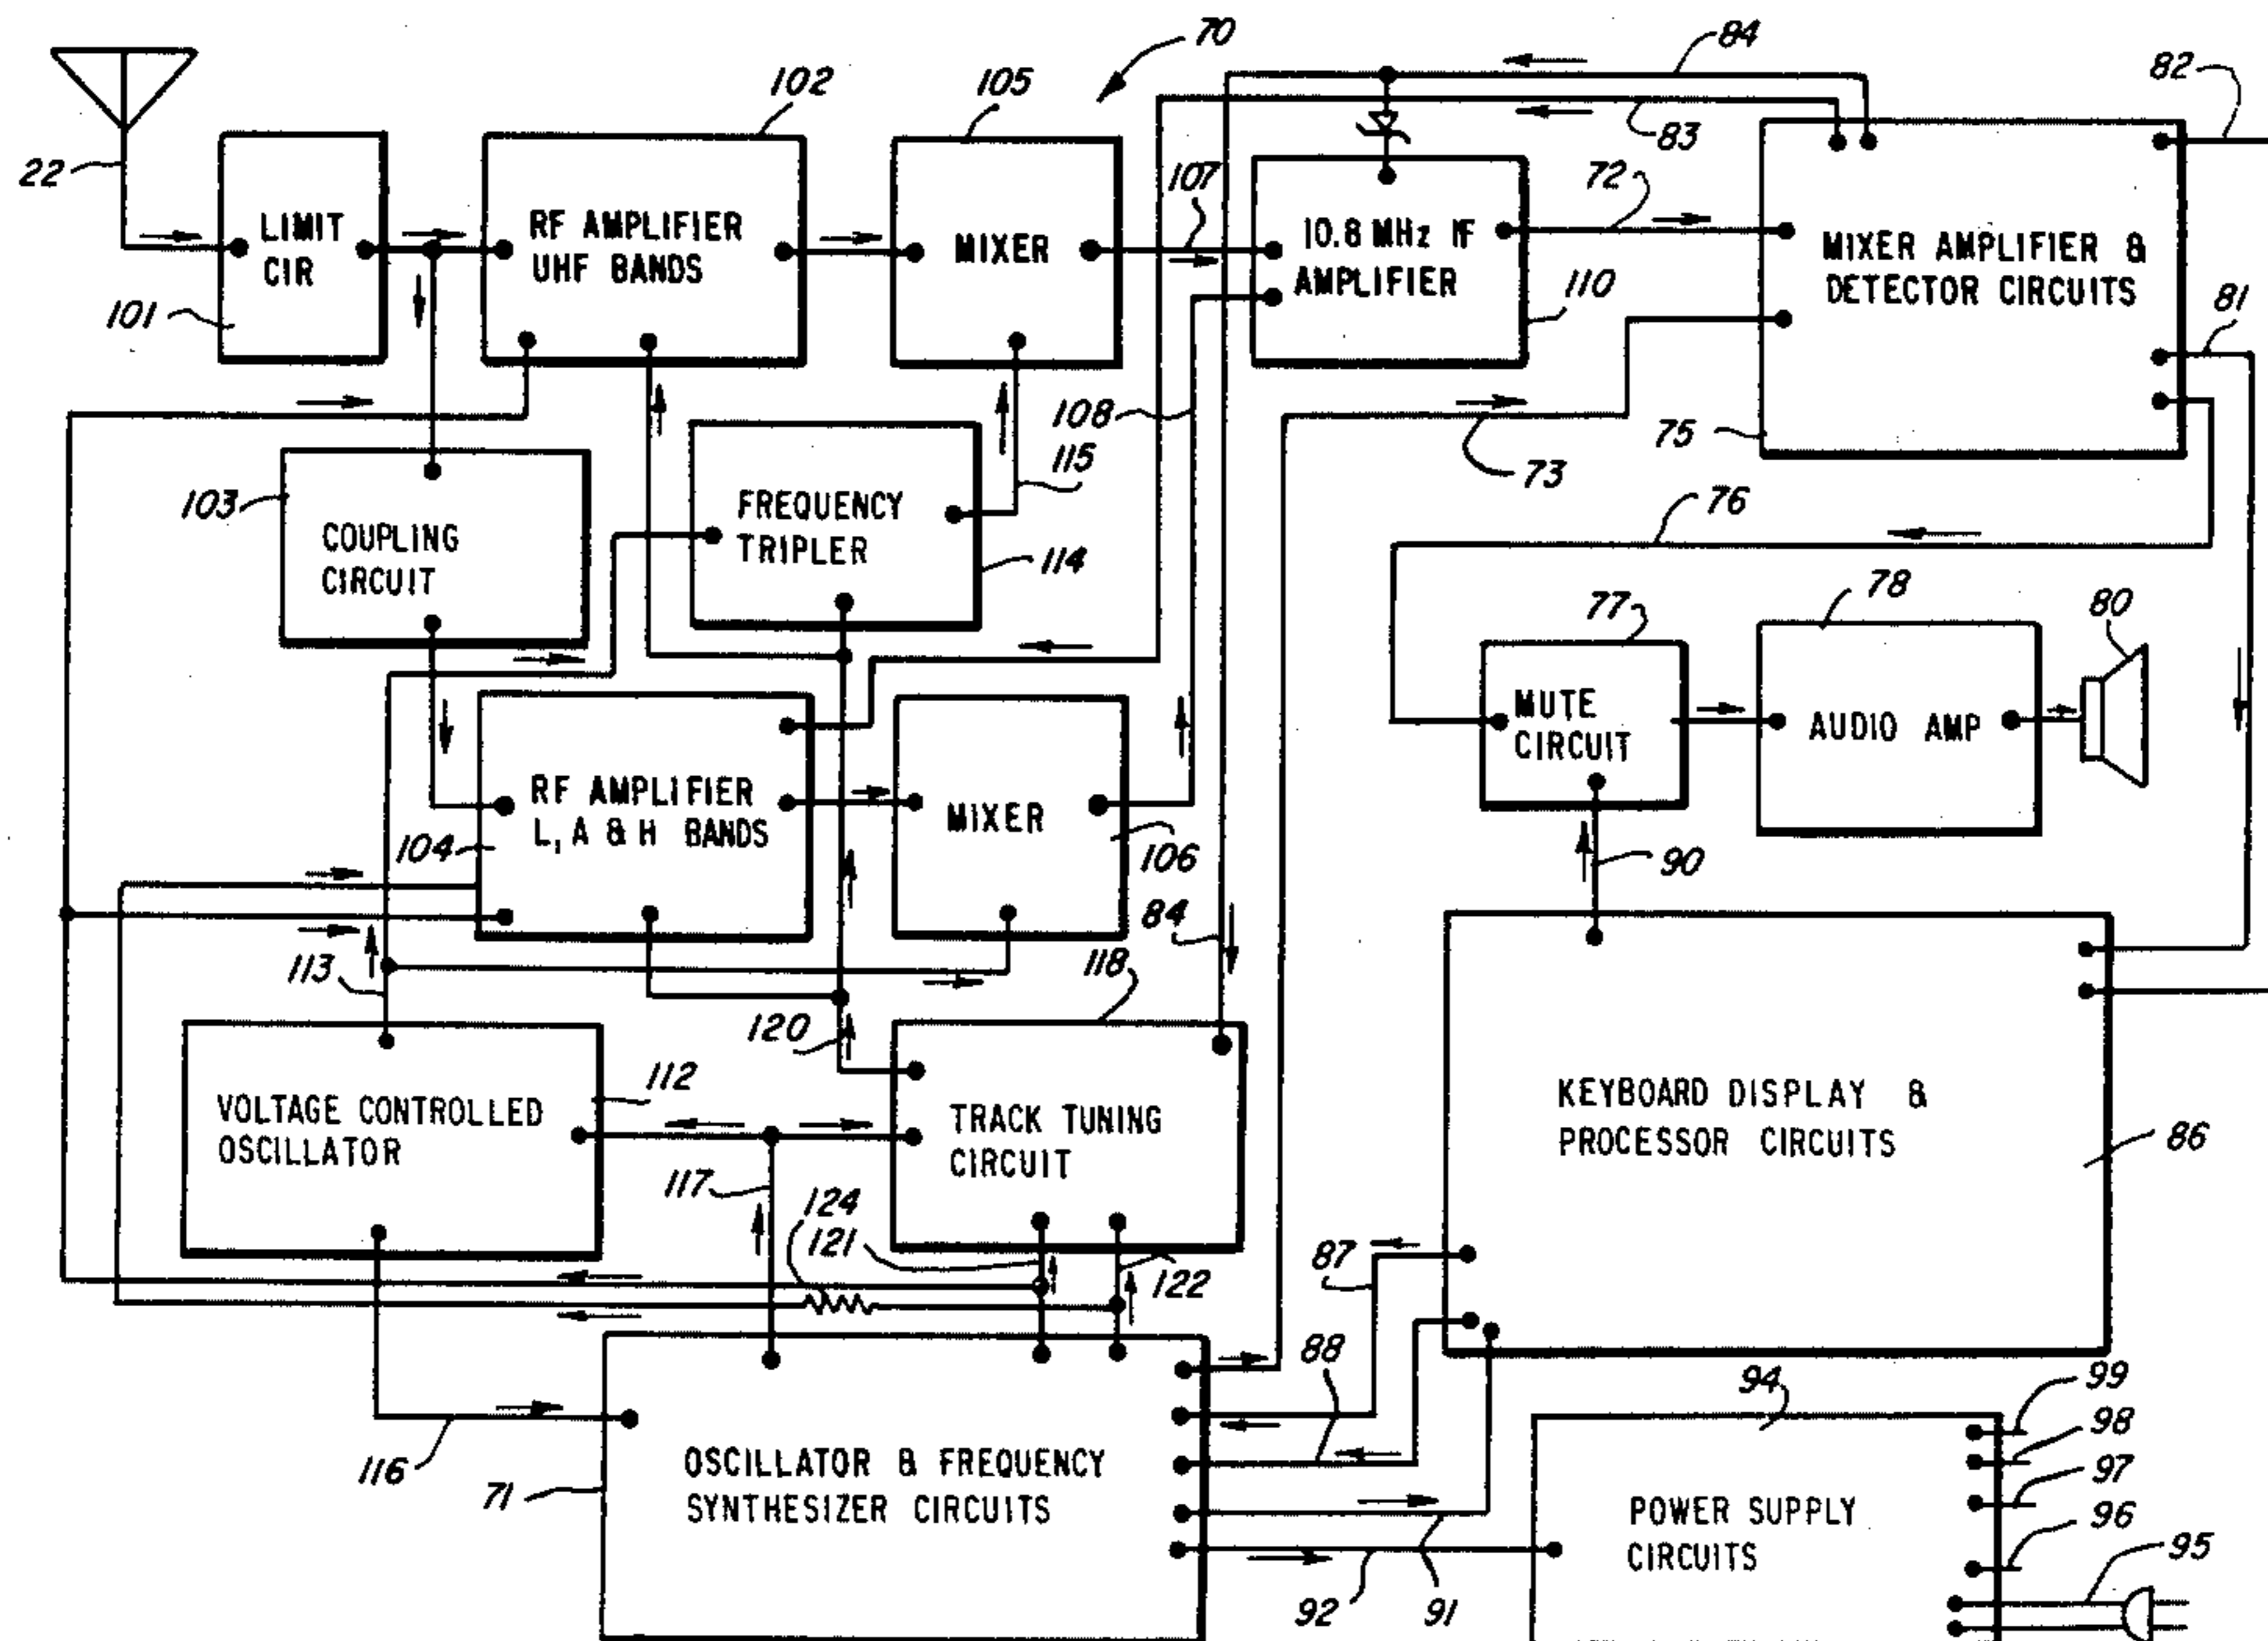 70
84
82
102
105
83
22
107
72
LIMIT
CIR
RF AMPLIFIER
UHF BANDS
MIXER
10.8 MHz IF
AMPLIFIER
MIXER AMPLIFIER &
DETECTOR CIRCUITS
101
110
81
108
75
115
73
103
COUPLING
CIRCUIT
FREQUENCY
TRIPLER
76
114
77
78
80
MUTE
CIRCUIT
AUDIO AMP
RF AMPLIFIER
L, A & H BANDS
MIXER
104
106
90
84
113
118
120
112
VOLTAGE CONTROLLED
OSCILLATOR
TRACK TUNING
CIRCUIT
KEYBOARD DISPLAY &
PROCESSOR CIRCUITS
86
117
124
121
122
87
88
94
99
98
116
71
OSCILLATOR & FREQUENCY
SYNTHESIZER CIRCUITS
97
POWER SUPPLY
CIRCUITS
96
95
92
91